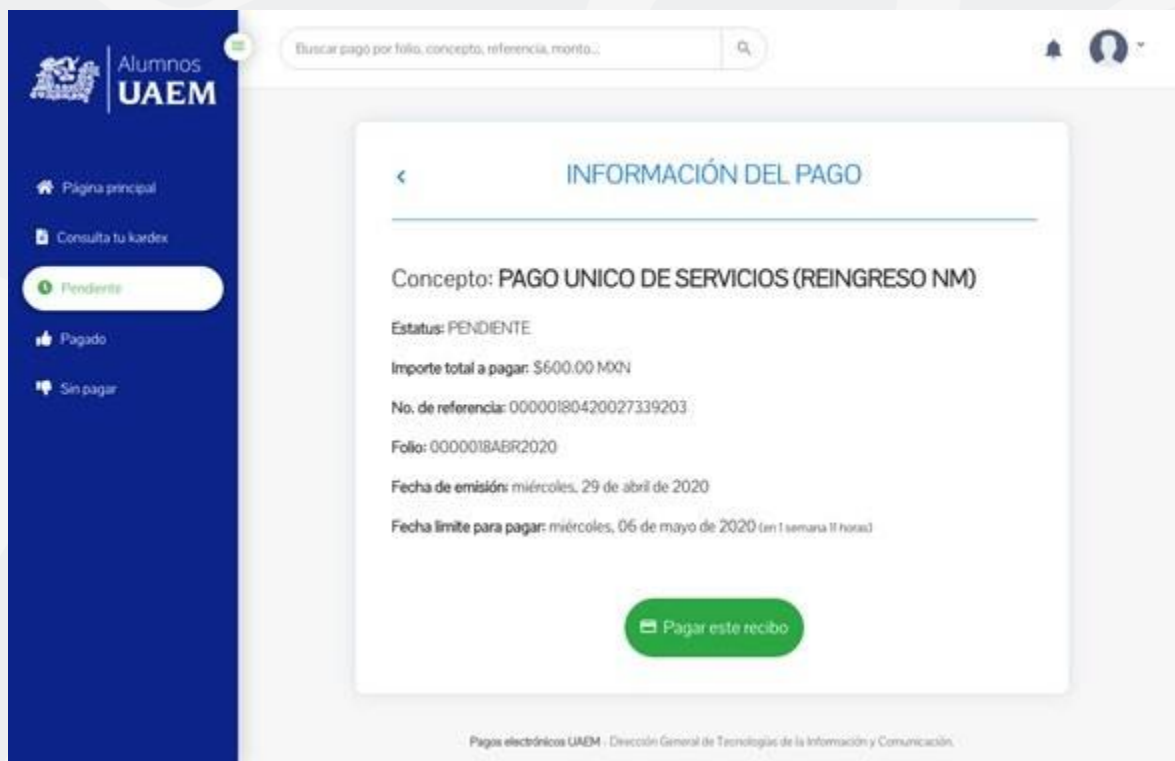 Alumnos
UAEM
Buscar pago por folio, concepto, referencia, monto...
Página principal
Consulta tu kardex
Pendiente
Pagado
Sin pagar
INFORMACIÓN DEL PAGO
Concepto: PAGO UNICO DE SERVICIOS (REINGRESO NM)
Estatus: PENDIENTE
Importe total a pagar: $600.00 MXN
No. de referencia: 00000180420027339203
Folio: 0000018ABR2020
Fecha de emisión: miércoles, 29 de abril de 2020
Fecha limite para pagar: miércoles, 06 de mayo de 2020 (en 1 semana 11 horas)
Pagar este recibo
Pagos electrónicos UAEM - Dirección General de Tecnologías de la Información y Comunicación.